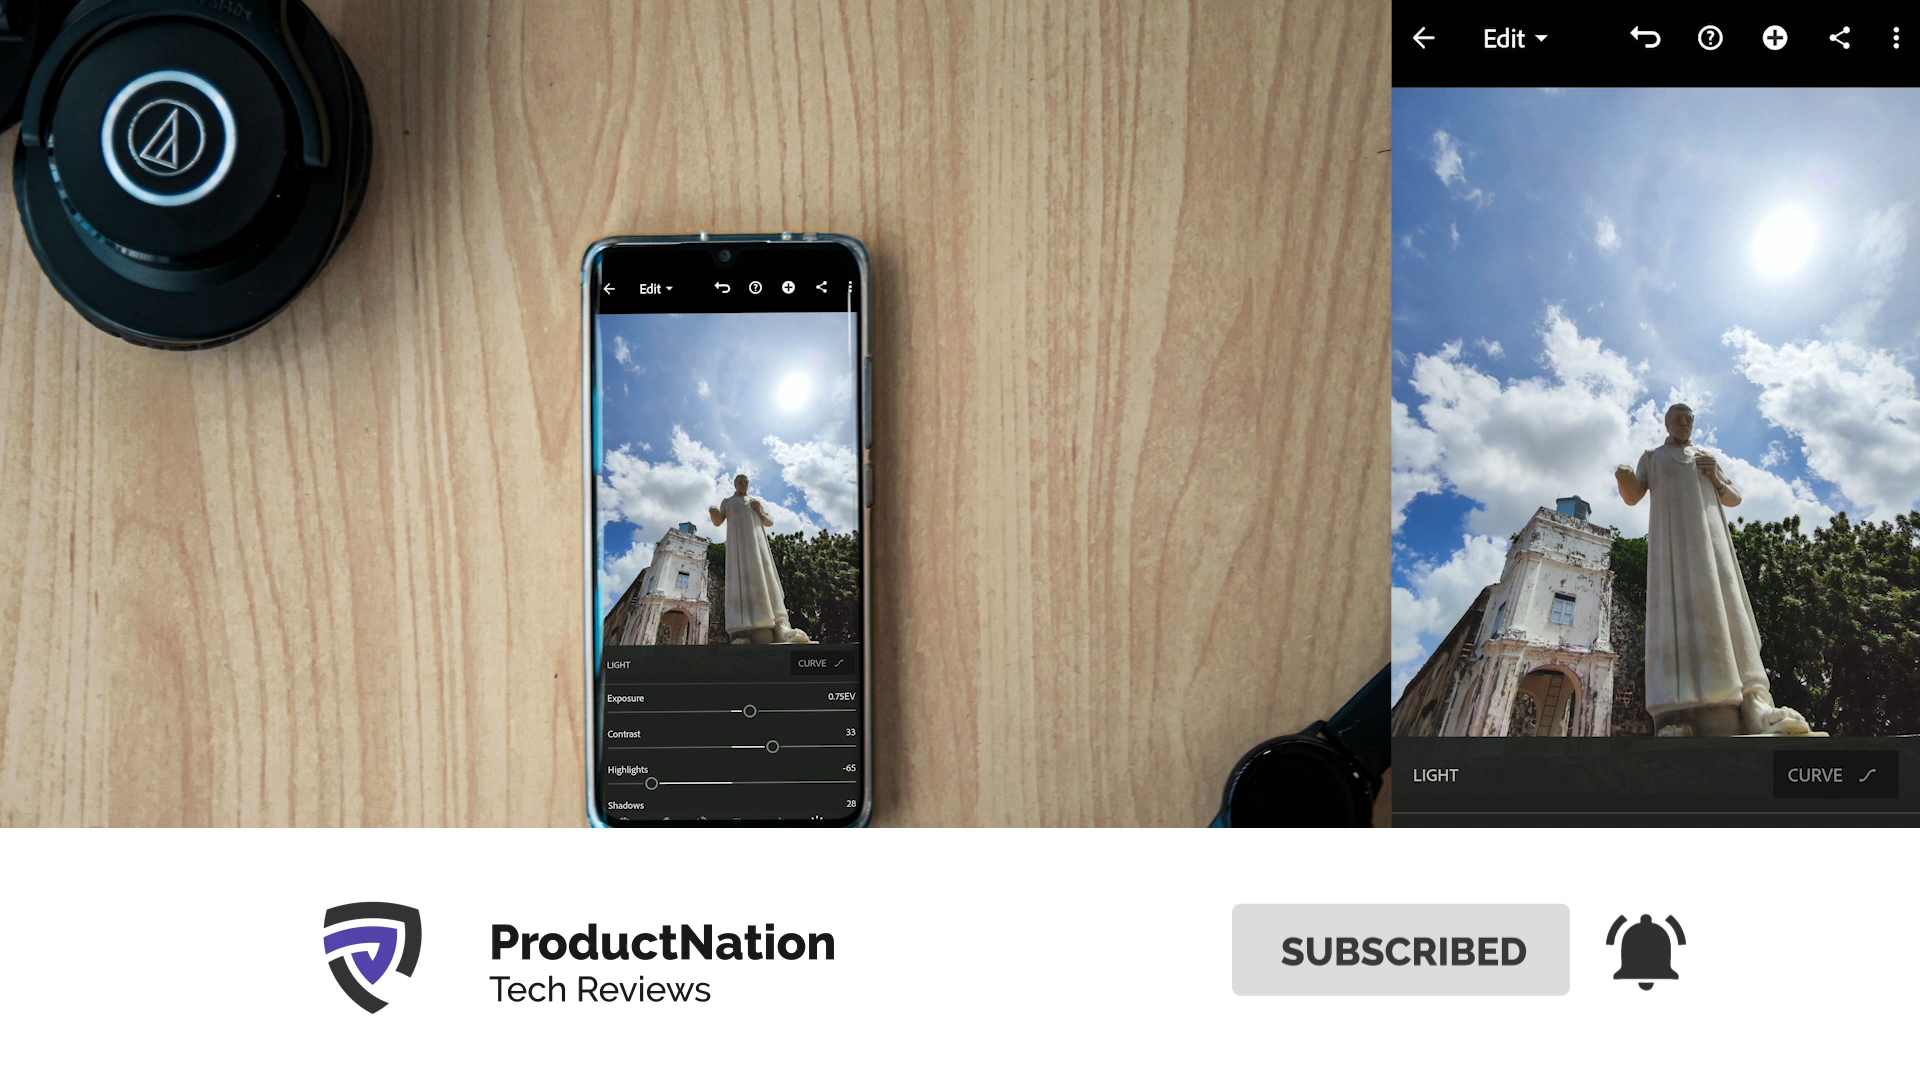 Edit
LIGHT
CURVE
Exposure
0.75EV
Contrast
33
Highlights
-65
Shadows
28
Edit
LIGHT
CURVE
ProductNation
Tech Reviews
SUBSCRIBED